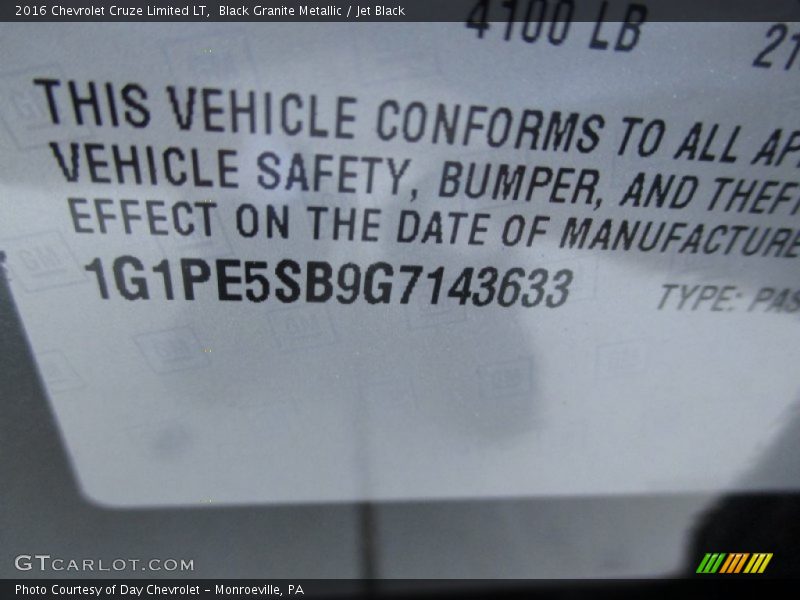 2016 Chevrolet Cruze Limited LT,  Black Granite Metallic / Jet Black
4100 LB
THIS VEHICLE CONFORMS TO ALL
VEHICLE SAFETY, BUMPER, AND THEFT
EFFECT ON THE DATE OF MANUFACTURE
1G1PE5SB9G7143633 TYPE: PAS
GTCARLOT.COM
Photo Courtesy of Day Chevrolet – Monroeville, PA